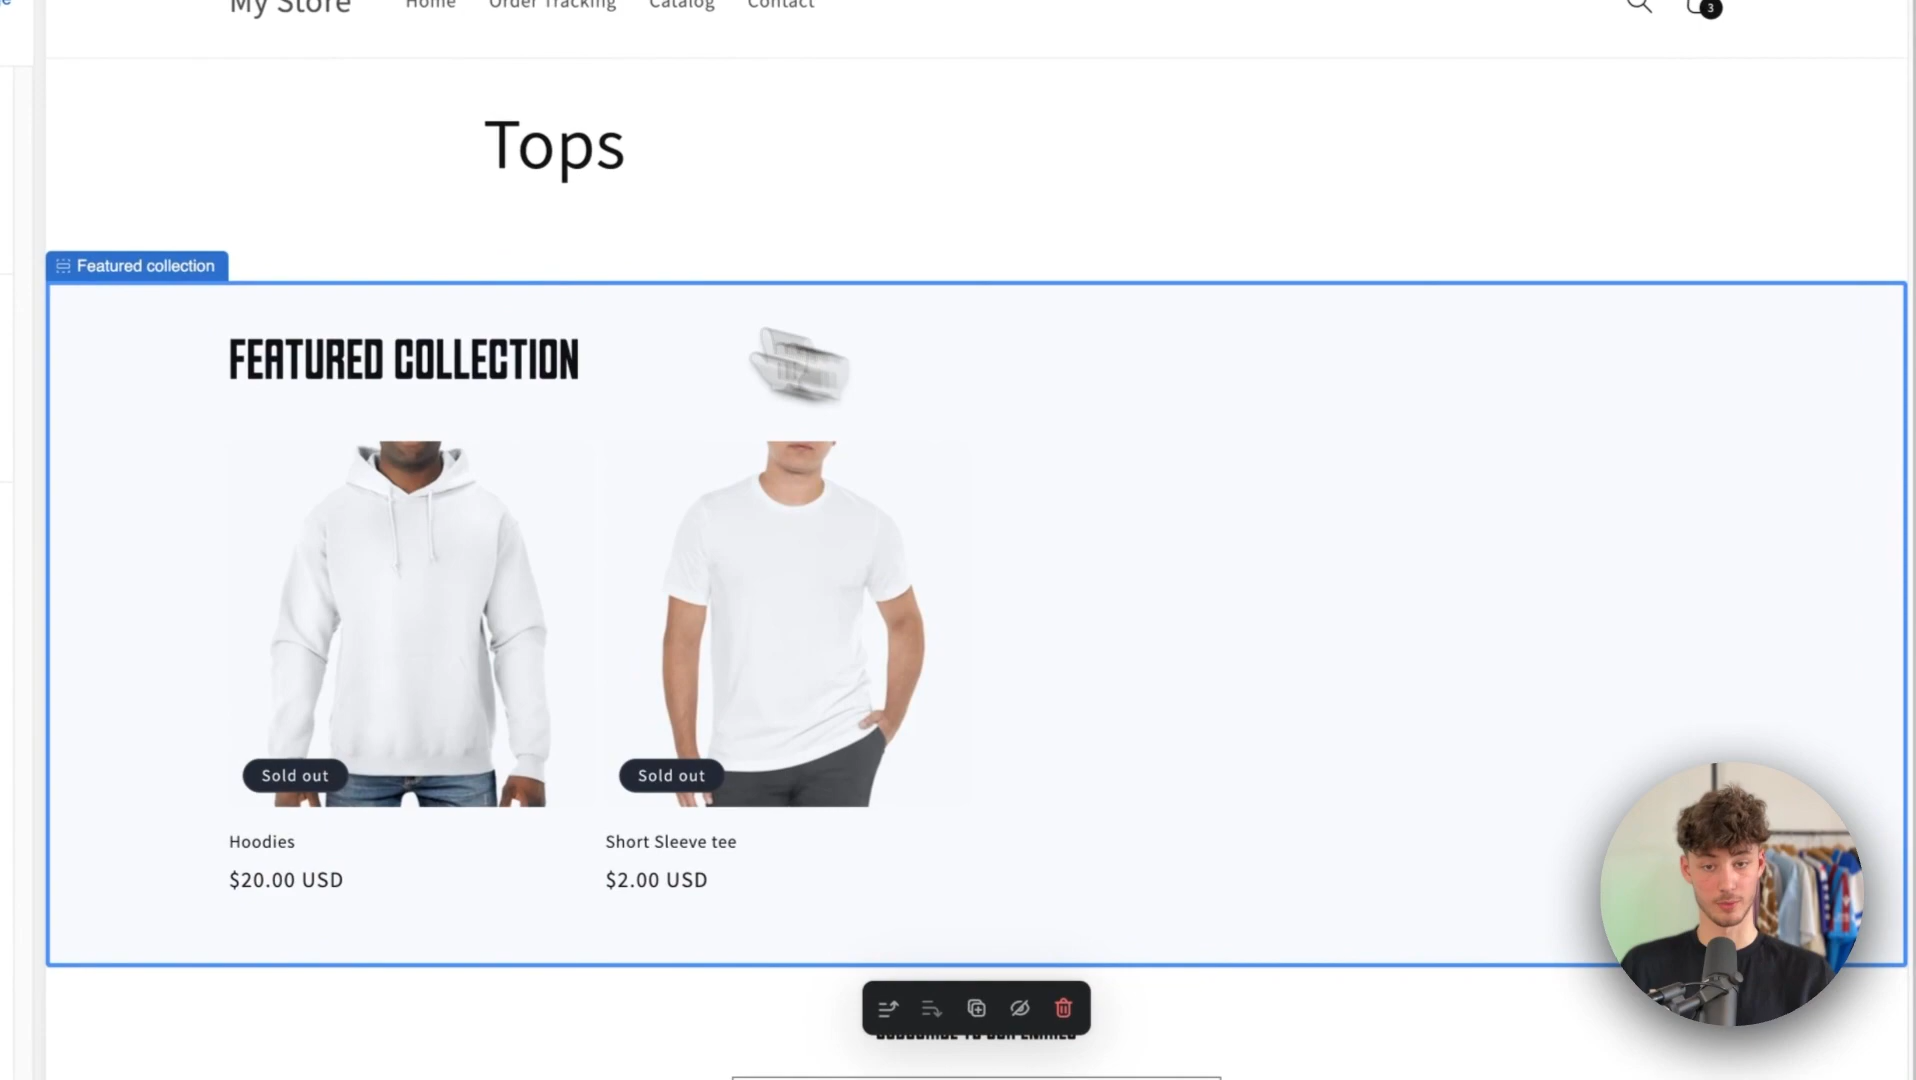 My Store
Home
Order Tracking
Catalog
Contact
3
Tops
Featured collection
FEATURED COLLECTION
Sold out
Sold out
Hoodies
Short Sleeve tee
$20.00 USD
$2.00 USD